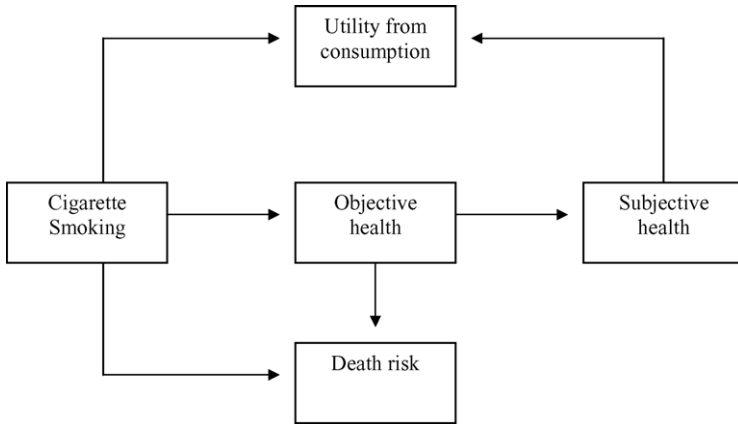 Utility from
consumption
Cigarette
Smoking
Objective
health
Subjective
health
Death risk